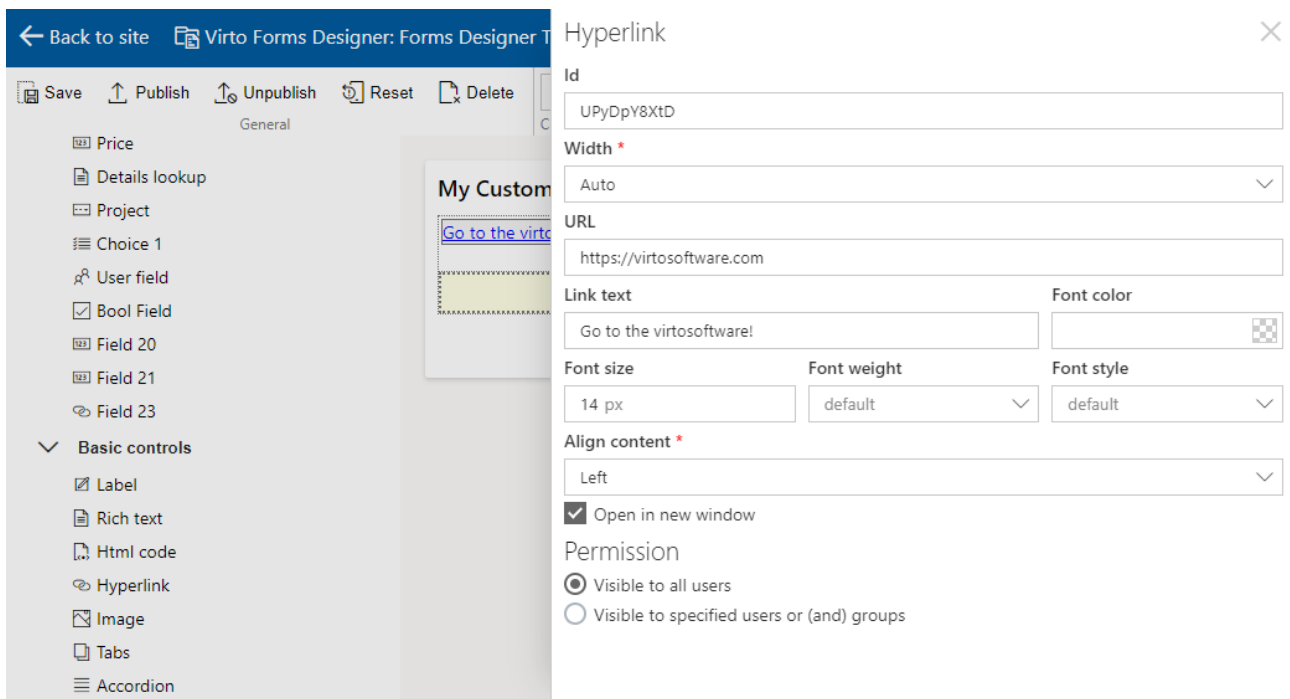 Back to site Virto Forms Designer: Forms Designer T
Save Publish Unpublish Reset Delete
General
C
Price
Details lookup
Project
Choice 1
User field
Bool Field
Field 20
Field 21
Field 23
Basic controls
Label
Rich text
Html code
Hyperlink
Image
Tabs
Accordion
My Custom
Go to the virto
Hyperlink
Id
UPyDpY8XtD
Width *
Auto
URL
https://virtosoftware.com
Link text Font color
Go to the virtosoftware!
Font size Font weight Font style
14 px default default
Align content *
Left
Open in new window
Permission
Visible to all users
Visible to specified users or (and) groups